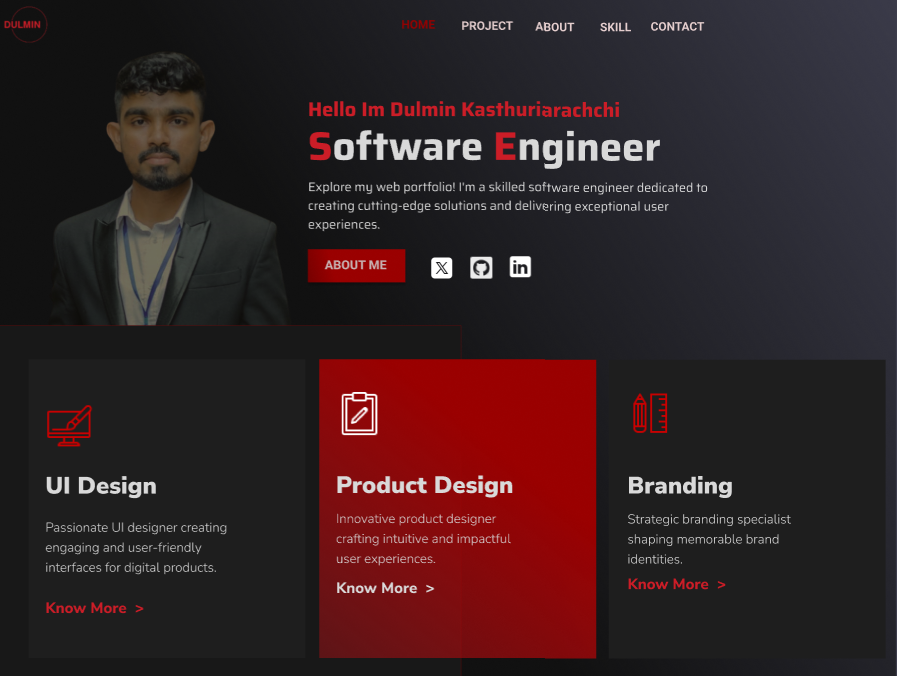 DULMIN
HOME PROJECT ABOUT SKILL CONTACT
Hello Im Dulmin Kasthuriarachchi
Software Engineer
Explore my web portfolio! I'm a skilled software engineer dedicated to
creating cutting-edge solutions and delivering exceptional user
experiences.
ABOUT ME
X in
UI Design
Passionate UI designer creating
engaging and user-friendly
interfaces for digital products.
Know More >
Product Design
Innovative product designer
crafting intuitive and impactful
user experiences.
Know More >
Branding
Strategic branding specialist
shaping memorable brand
identities.
Know More >